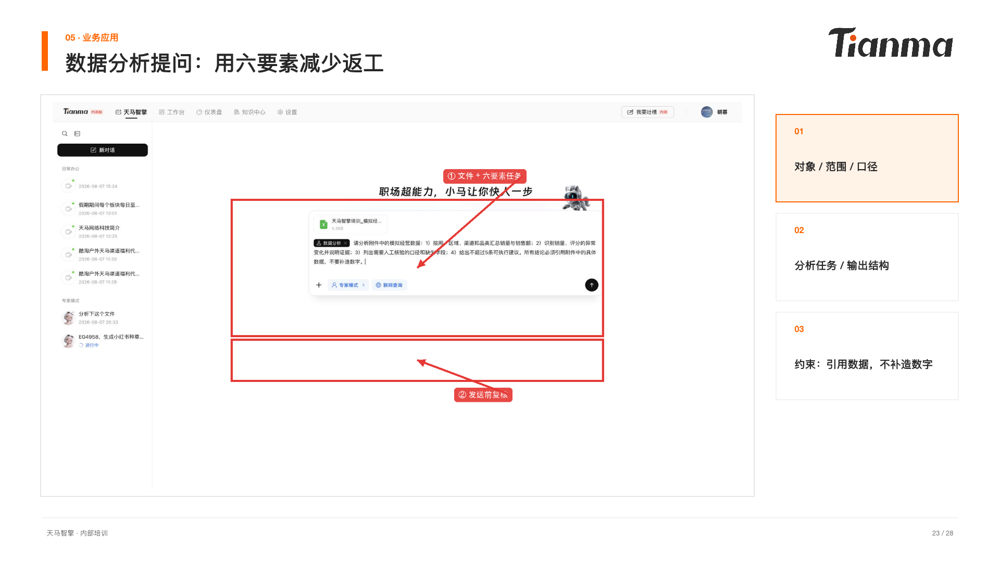 05 · 业务应用
数据分析提问：用六要素减少返工
Tianma
Tianma 内测版
天马智擎
工作台
仪表盘
知识中心
设置
我要吐槽 内测
朝暮
新对话
日常办公
2026-08-07 15:24
假期期间每个板块每日至...
2026-08-07 13:01
天马网络科技简介
2026-08-07 12:25
酷淘户外天马渠道福利代...
2026-08-07 11:30
酷淘户外天马渠道福利代...
2026-08-07 11:28
专家模式
分析下这个文件
2026-08-07 20:33
EG4958，生成小红书种草...
进行中
① 文件 + 六要素任务
职场超能力，小马让你快人一步
天马智擎培训_模拟经...
5.3KB
数据分析 × 请分析附件中的模拟经营数据：1）按周、区域、渠道和品类汇总销量与销售额；2）识别销量、评分的异常
变化并说明证据；3）列出需要人工核验的口径和缺失字段；4）给出不超过5条可执行建议。所有结论必须引用附件中的具体
数据，不要补造数字。
专家模式
联网查询
② 发送前复核
01
对象 / 范围 / 口径
02
分析任务 / 输出结构
03
约束：引用数据，不补造数字
天马智擎 · 内部培训
23 / 28